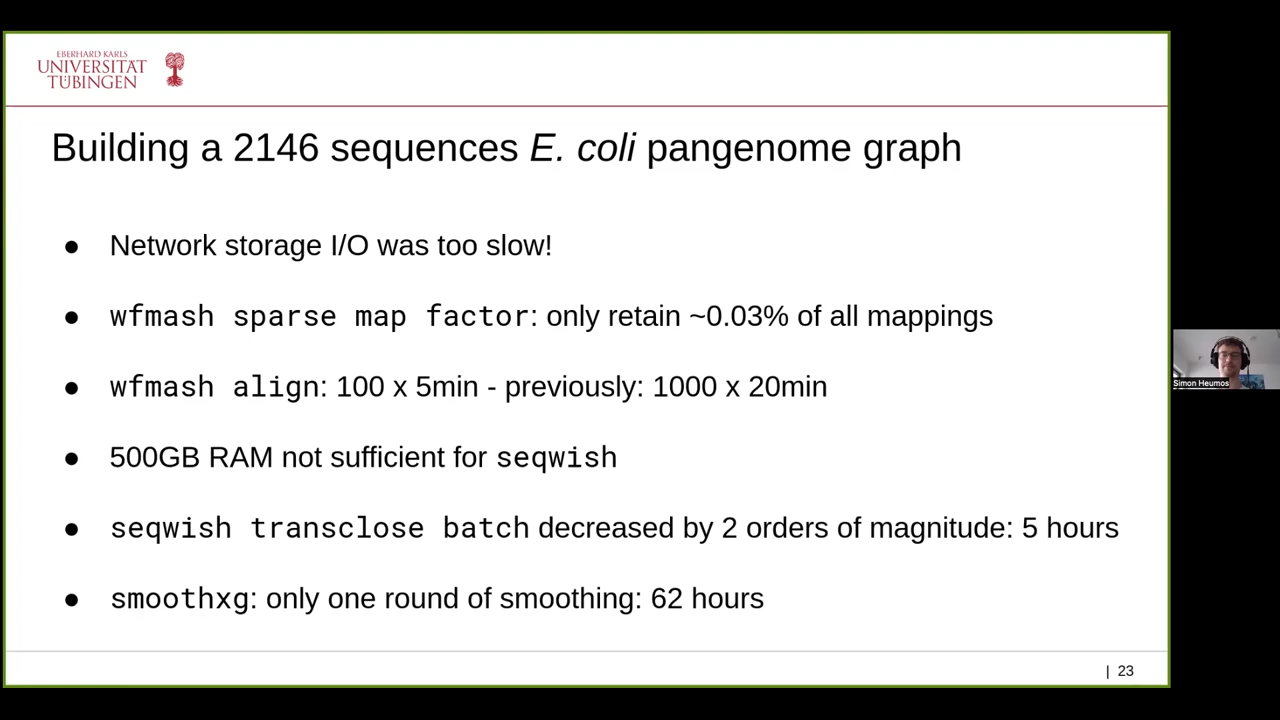 EBERHARD KARLS
UNIVERSITÄT
TÜBINGEN
Building a 2146 sequences E. coli pangenome graph
● Network storage I/O was too slow!
● wfmash sparse map factor: only retain ~0.03% of all mappings
● wfmash align: 100 x 5min - previously: 1000 x 20min
● 500GB RAM not sufficient for seqwish
● seqwish transclose batch decreased by 2 orders of magnitude: 5 hours
● smoothxg: only one round of smoothing: 62 hours
| 23
Simon Heumos